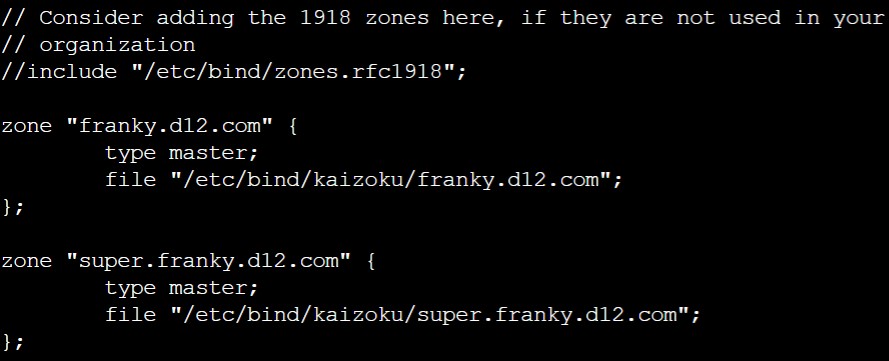 // Consider adding the 1918 zones here, if they are not used in your
// organization
//include "/etc/bind/zones.rfc1918";
zone "franky.d12.com" {
type master;
file "/etc/bind/kaizoku/franky.d12.com";
};
zone "super.franky.d12.com" {
type master;
file "/etc/bind/kaizoku/super.franky.d12.com";
};